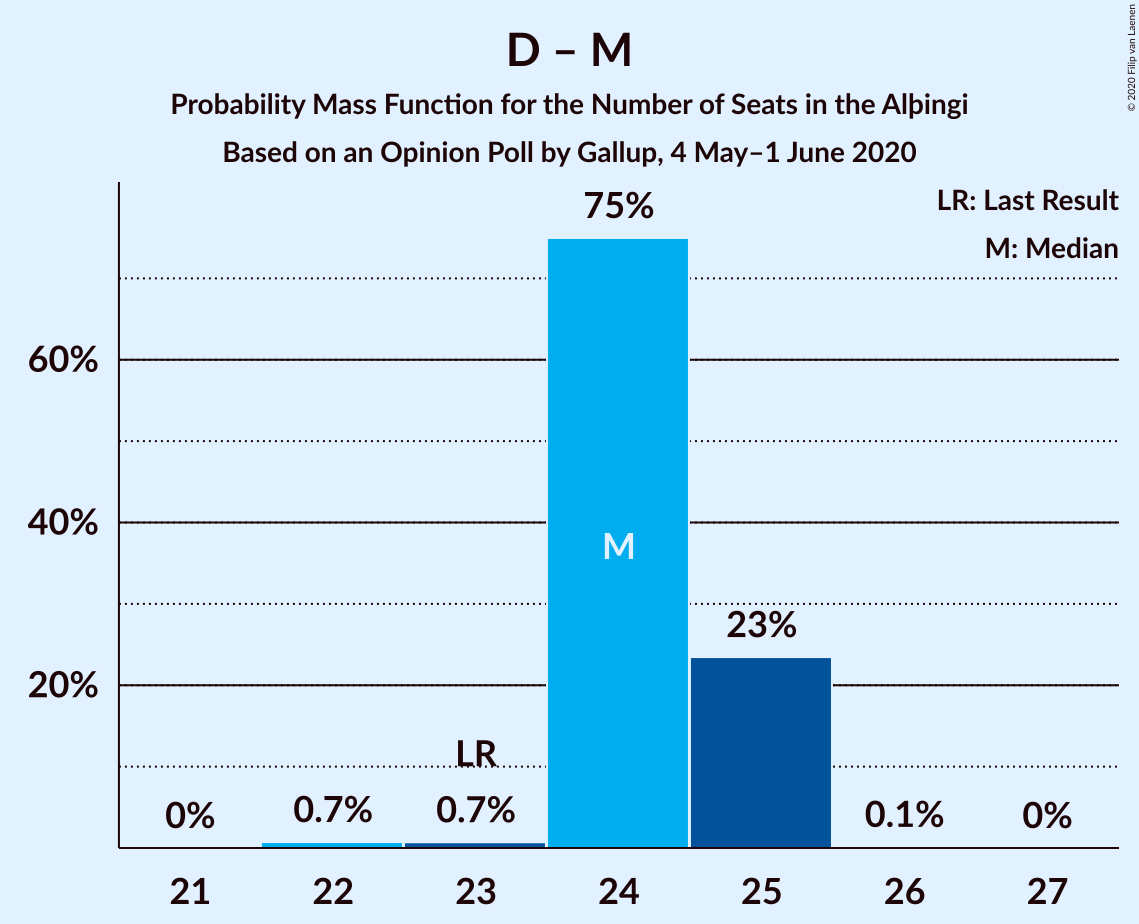 D – M
Probability Mass Function for the Number of Seats in the Alþingi
Based on an Opinion Poll by Gallup, 4 May–1 June 2020
© 2020 Filip van Laenen
LR: Last Result
M: Median
75%
60%
40%
M
23%
20%
LR
0%
0.7%
0.7%
0.1%
0%
21
22
23
24
25
26
27